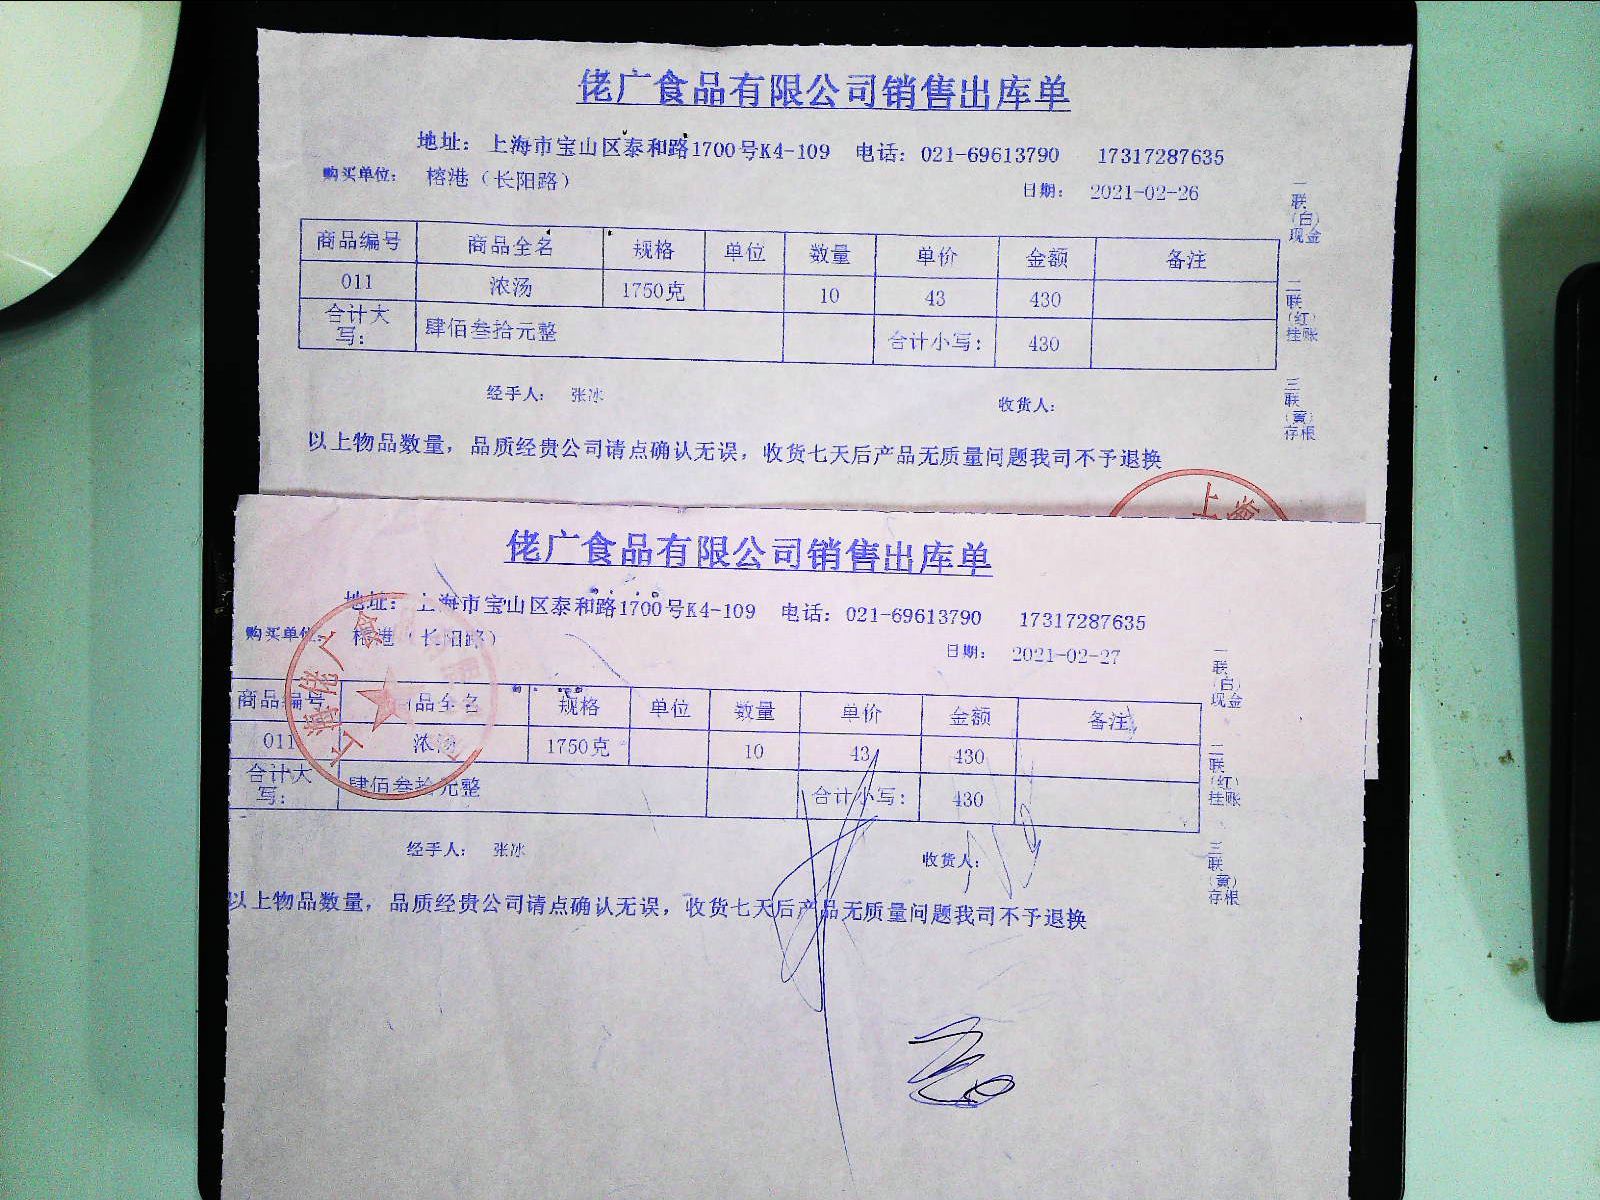 佬广食品有限公司销售出库单
地址： 上海市宝山区泰和路1700号K4-109 电话：021-69613790 17317287635
购买单位： 榕港（长阳路）
日期： 2021-02-26
商品编号 商品全名 规格 单位 数量 单价 金额 备注
011 浓汤 1750克 10 43 430
合计大写： 肆佰叁拾元整 合计小写： 430
经手人： 张冰 收货人：
以上物品数量，品质经贵公司请点确认无误，收货七天后产品无质量问题我司不予退换
一联（白）现金
二联（红）挂账
三联（黄）存根
上海
佬广食品有限公司销售出库单
地址： 上海市宝山区泰和路1700号K4-109 电话：021-69613790 17317287635
购买单位： 榕港（长阳路）
日期： 2021-02-27
商品编号 商品全名 规格 单位 数量 单价 金额 备注
011 浓汤 1750克 10 43 430
合计大写： 肆佰叁拾元整 合计小写： 430
经手人： 张冰 收货人：
以上物品数量，品质经贵公司请点确认无误，收货七天后产品无质量问题我司不予退换
一联（白）现金
二联（红）挂账
三联（黄）存根
上海佬广食